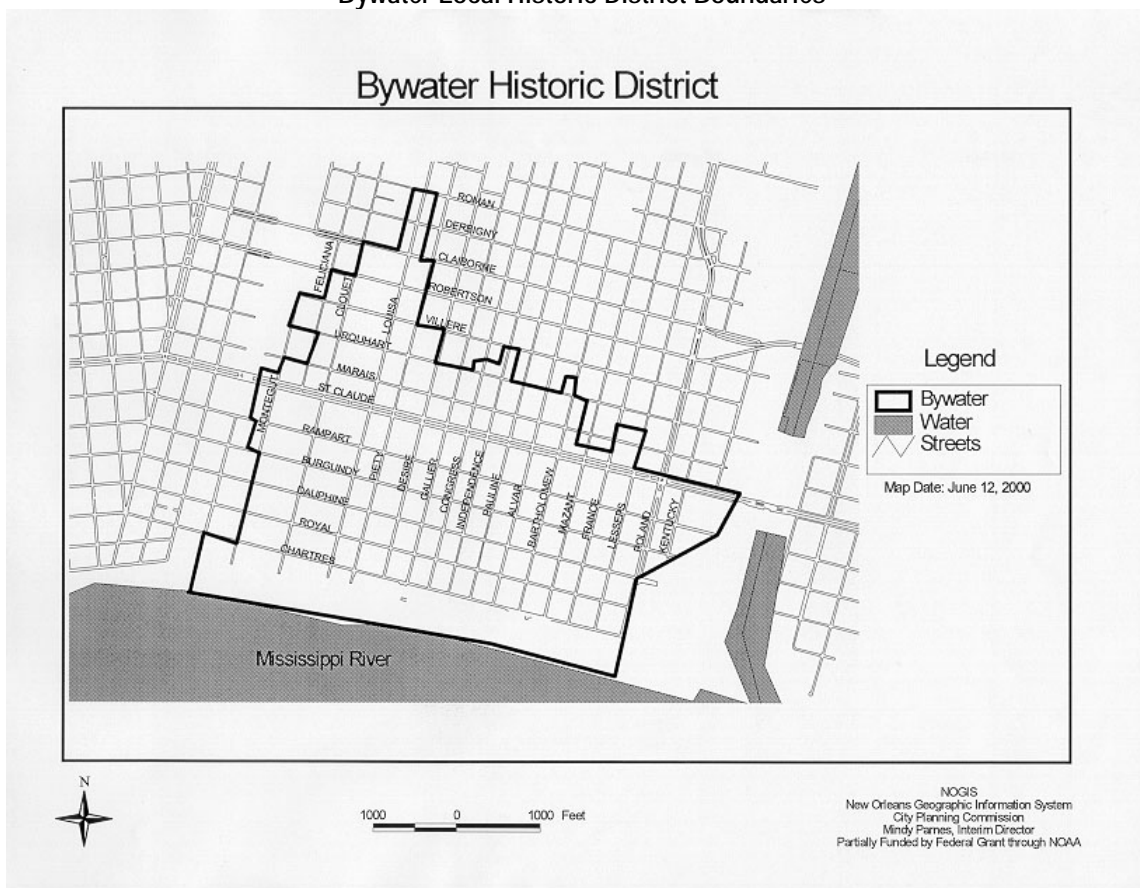 Bywater Local Historic District Boundaries
Bywater Historic District
ROMAN
DERBIGNY
CLAIBORNE
ROBERTSON
VILLERE
FELICIANA
CLOUET
LOUISA
URQUHART
MARAIS
ST CLAUDE
MONTEGUT
RAMPART
BURGUNDY
DAUPHINE
ROYAL
CHARTRES
PIETY
DESIRE
GALLIER
CONGRESS
INDEPENDENCE
PAULINE
ALVAR
BARTHOLOMEW
MAZANT
FRANCE
LESSEPS
POLAND
KENTUCKY
Mississippi River
Legend
Bywater
Water
Streets
Map Date: June 12, 2000
N
1000 0 1000 Feet
NOGIS
New Orleans Geographic Information System
City Planning Commission
Mindy Parnes, Interim Director
Partially Funded by Federal Grant through NOAA